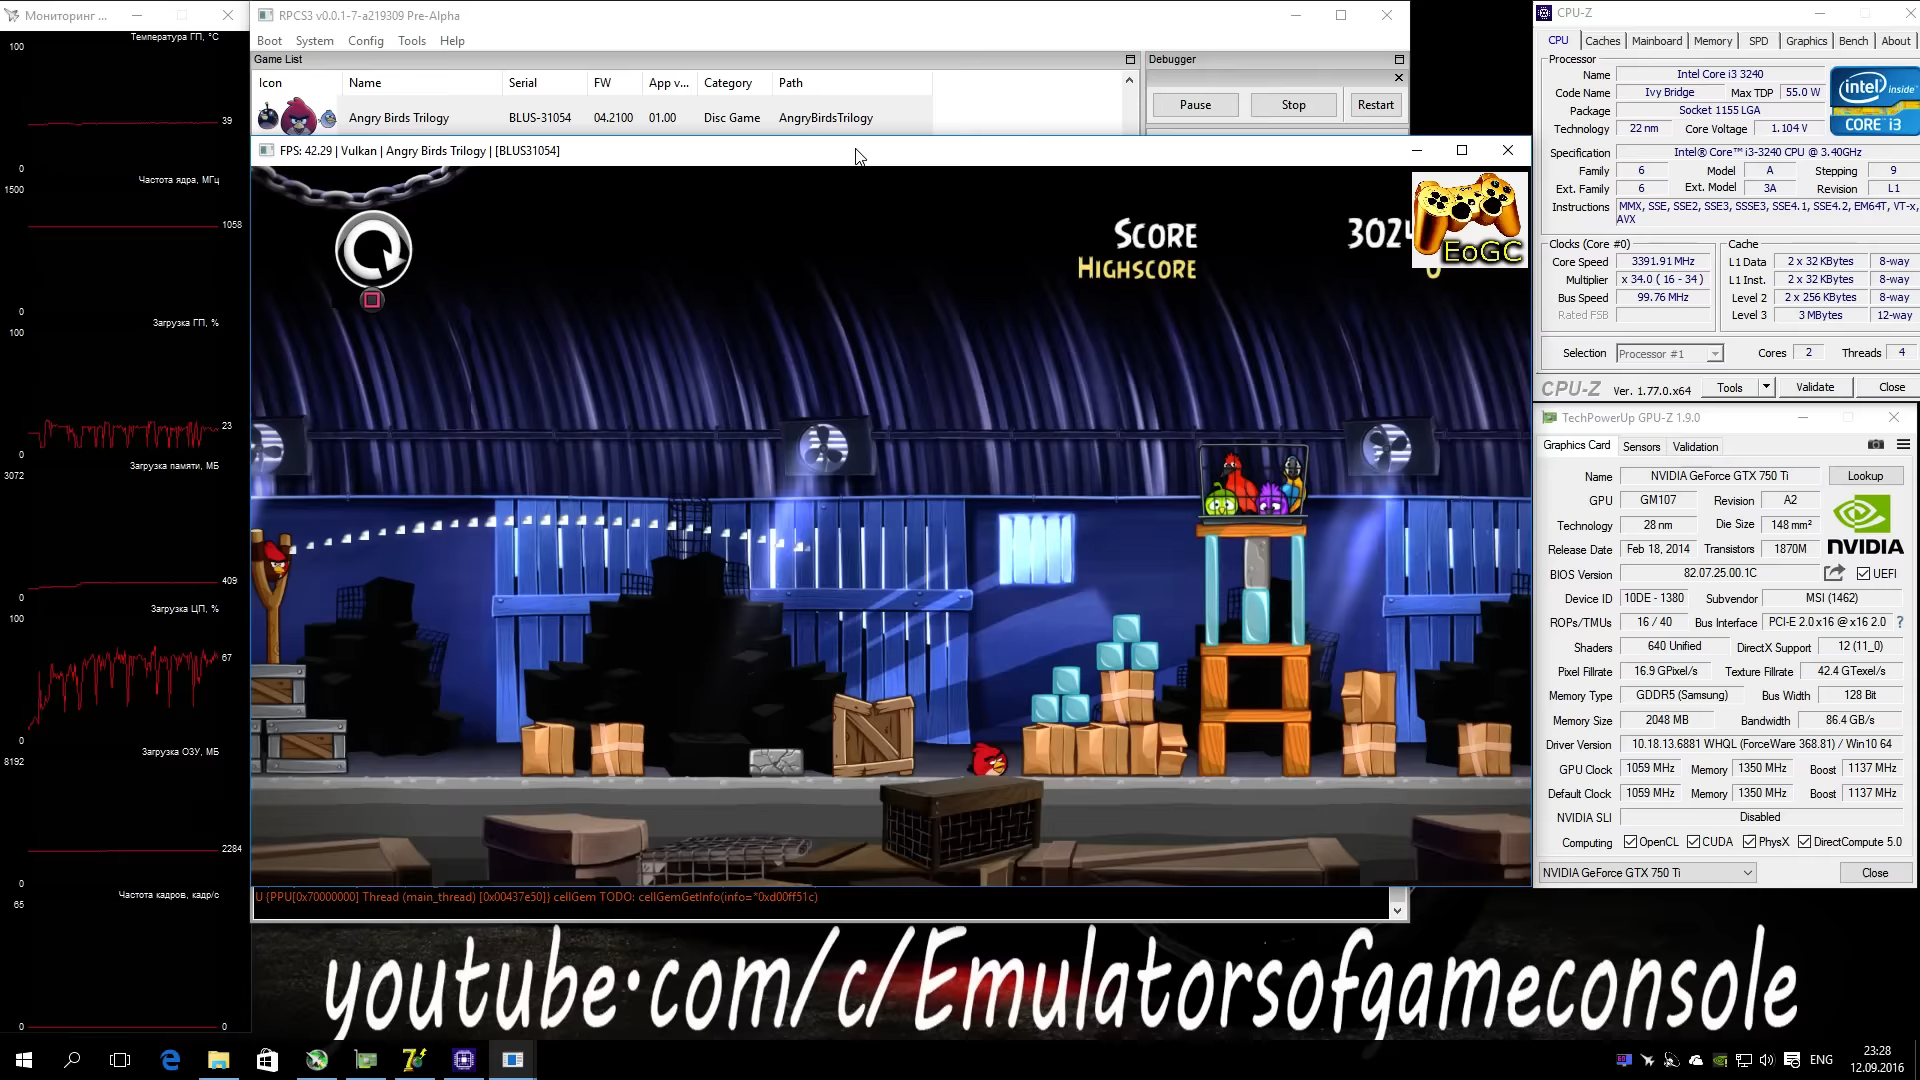 Мониторинг ...
Температура ГП, °C
100
39
0
Частота ядра, МГц
1500
1058
0
Загрузка ГП, %
100
23
0
Загрузка памяти, МБ
3072
409
0
Загрузка ЦП, %
100
67
0
Загрузка ОЗУ, МБ
8192
2284
0
Частота кадров, кадр/с
65
0
0
RPCS3 v0.0.1-7-a219309 Pre-Alpha
Boot System Config Tools Help
Game List
Icon Name Serial FW App v... Category Path
Angry Birds Trilogy BLUS-31054 04.2100 01.00 Disc Game AngryBirdsTrilogy
Debugger
Pause Stop Restart
FPS: 42.29 | Vulkan | Angry Birds Trilogy | [BLUS31054]
Score 3024
Highscore 0
EoGC
U {PPU[0x70000000] Thread (main_thread) [0x00437e50]} cellGem TODO: cellGemGetInfo(info=*0xd00ff51c)
youtube.com/c/Emulatorsofgameconsole
CPU-Z
CPU Caches Mainboard Memory SPD Graphics Bench About
Processor
Name Intel Core i3 3240
Code Name Ivy Bridge Max TDP 55.0 W
Package Socket 1155 LGA
Technology 22 nm Core Voltage 1.104 V
intel inside
CORE i3
Specification Intel® Core™ i3-3240 CPU @ 3.40GHz
Family 6 Model A Stepping 9
Ext. Family 6 Ext. Model 3A Revision L1
Instructions MMX, SSE, SSE2, SSE3, SSSE3, SSE4.1, SSE4.2, EM64T, VT-x,
AVX
Clocks (Core #0)
Core Speed 3391.91 MHz
Multiplier x 34.0 ( 16 - 34 )
Bus Speed 99.76 MHz
Rated FSB
Cache
L1 Data 2 x 32 KBytes 8-way
L1 Inst. 2 x 32 KBytes 8-way
Level 2 2 x 256 KBytes 8-way
Level 3 3 MBytes 12-way
Selection Processor #1 Cores 2 Threads 4
CPU-Z Ver. 1.77.0.x64 Tools Validate Close
TechPowerUp GPU-Z 1.9.0
Graphics Card Sensors Validation
Name NVIDIA GeForce GTX 750 Ti Lookup
GPU GM107 Revision A2
Technology 28 nm Die Size 148 mm²
Release Date Feb 18, 2014 Transistors 1870M
NVIDIA
BIOS Version 82.07.25.00.1C UEFI
Device ID 10DE - 1380 Subvendor MSI (1462)
ROPs/TMUs 16 / 40 Bus Interface PCI-E 2.0 x16 @ x16 2.0 ?
Shaders 640 Unified DirectX Support 12 (11_0)
Pixel Fillrate 16.9 GPixel/s Texture Fillrate 42.4 GTexel/s
Memory Type GDDR5 (Samsung) Bus Width 128 Bit
Memory Size 2048 MB Bandwidth 86.4 GB/s
Driver Version 10.18.13.6881 WHQL (ForceWare 368.81) / Win10 64
GPU Clock 1059 MHz Memory 1350 MHz Boost 1137 MHz
Default Clock 1059 MHz Memory 1350 MHz Boost 1137 MHz
NVIDIA SLI Disabled
Computing OpenCL CUDA PhysX DirectCompute 5.0
NVIDIA GeForce GTX 750 Ti Close
ENG
23:28
12.09.2016